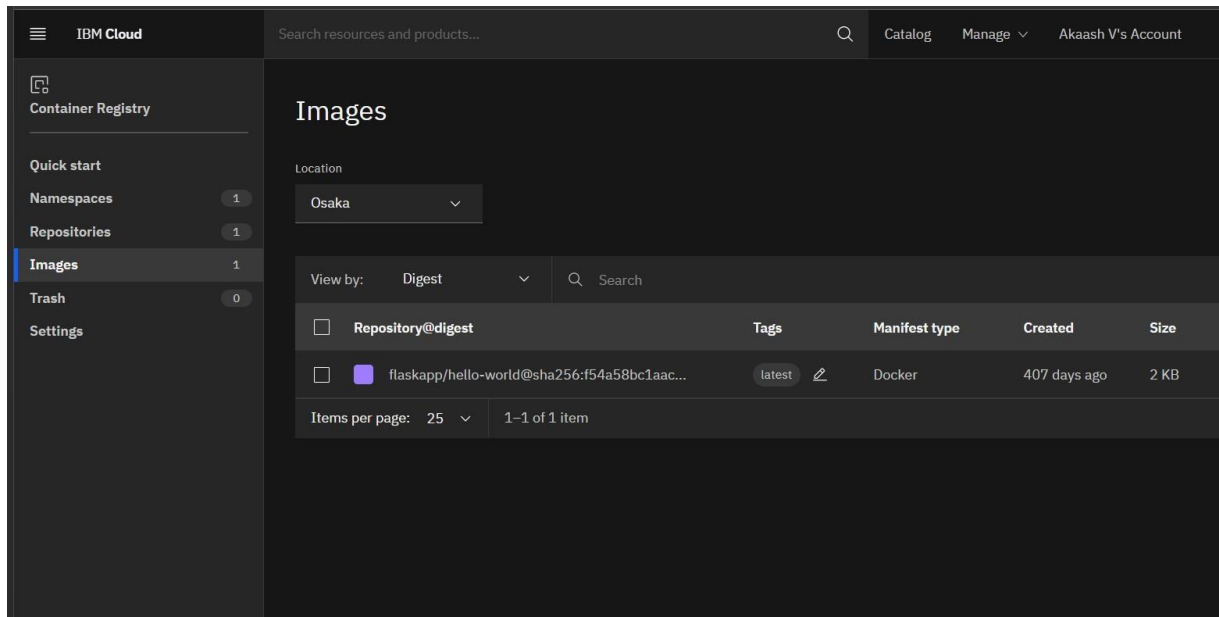 IBM Cloud
Search resources and products...
Catalog
Manage
Akaash V's Account
Container Registry
Quick start
Namespaces 1
Repositories 1
Images 1
Trash 0
Settings
Images
Location
Osaka
View by: Digest
Search
Repository@digest Tags Manifest type Created Size
flaskapp/hello-world@sha256:f54a58bc1aac... latest Docker 407 days ago 2 KB
Items per page: 25 1–1 of 1 item